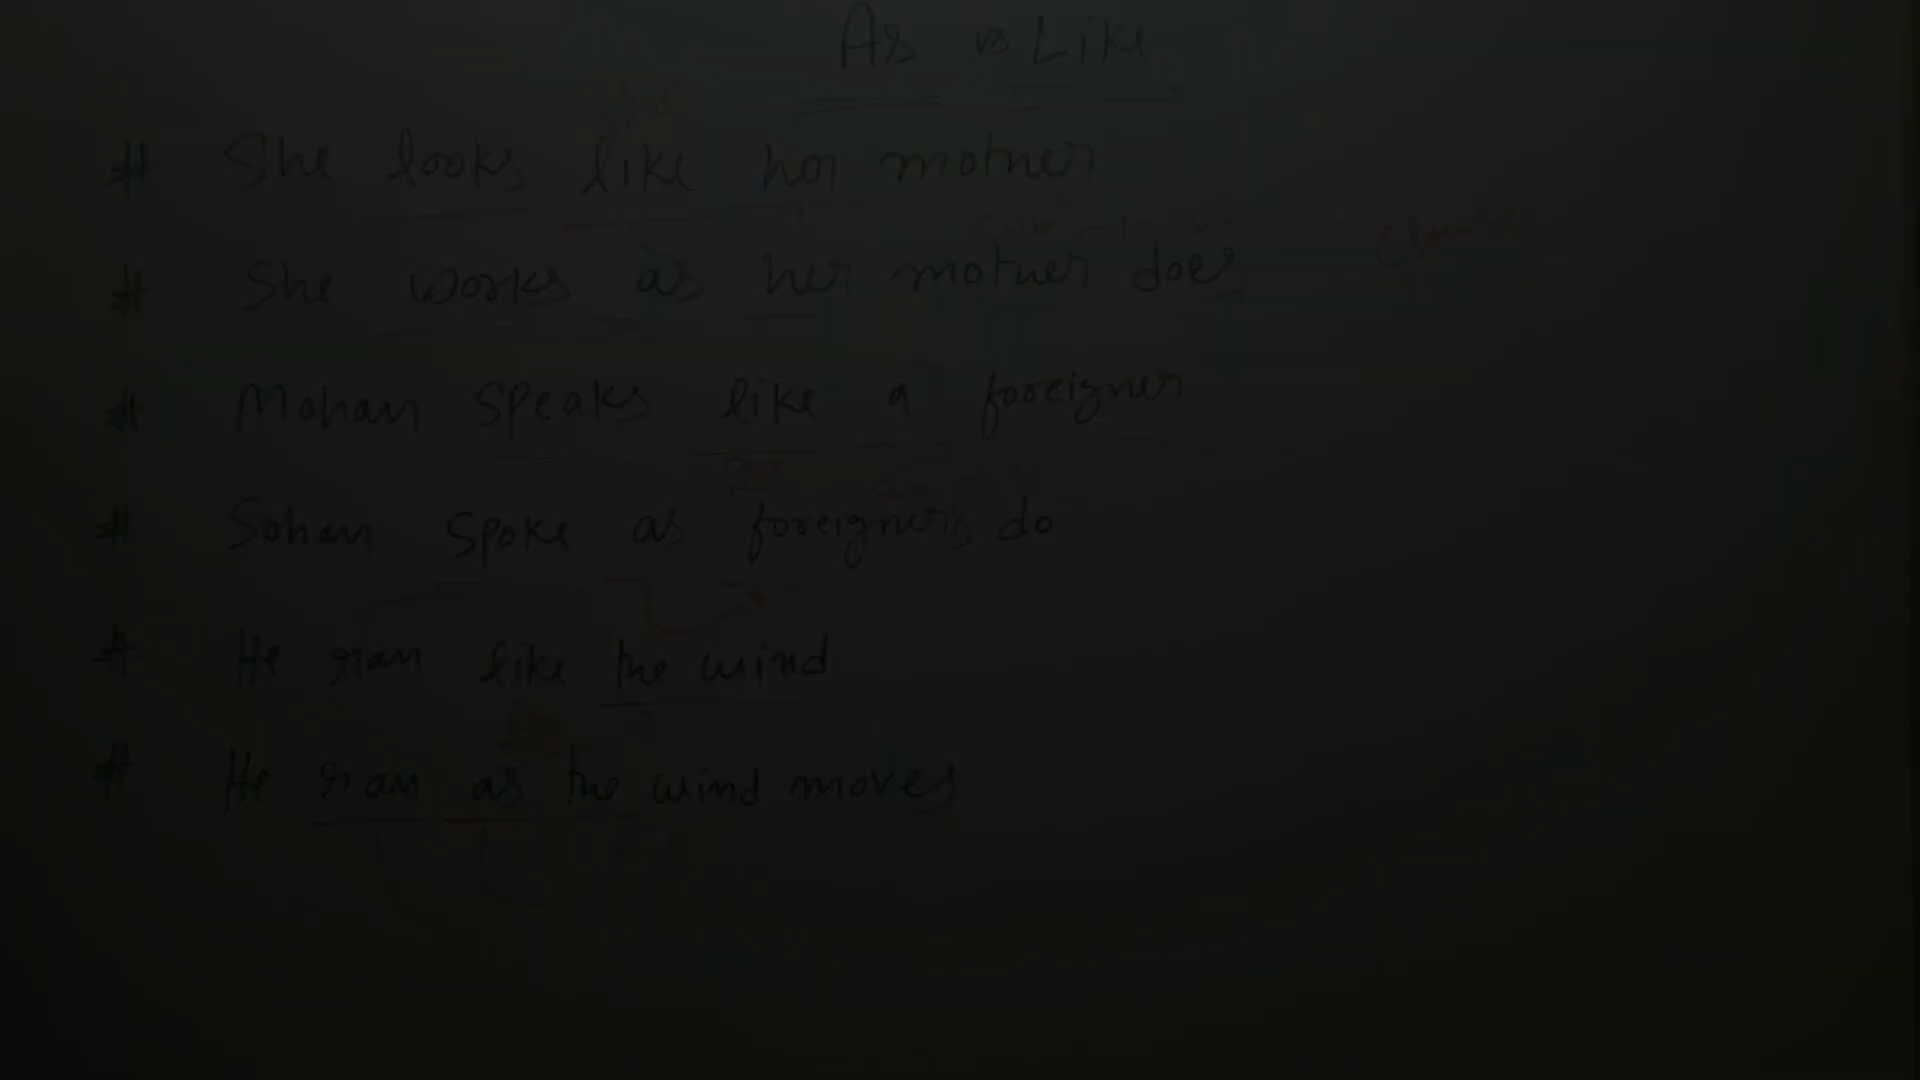 As vs Like
# She looks like her mother
# She works as her mother does
# Mohan speaks like a foreigner
# Sohan spoke as foreigners do
# He ran like the wind
# He ran as the wind moves